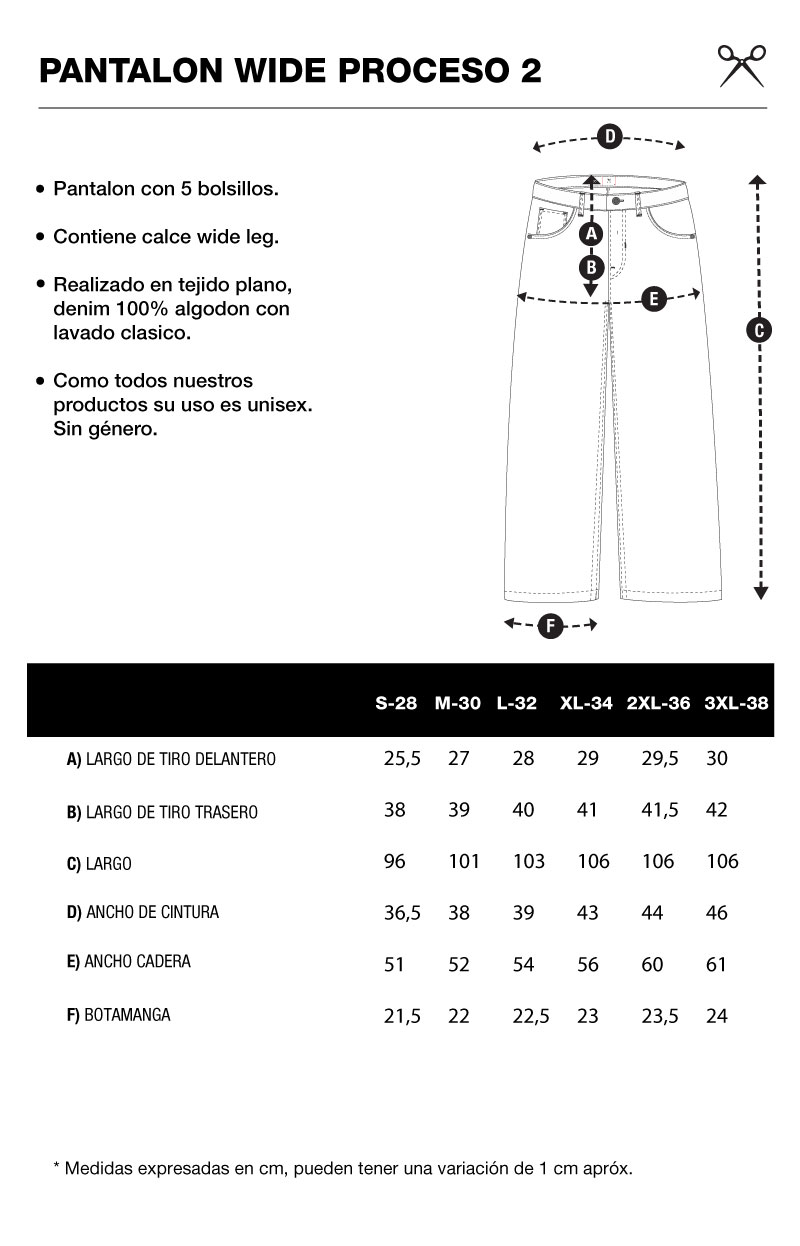 PANTALON WIDE PROCESO 2
• Pantalon con 5 bolsillos.
• Contiene calce wide leg.
• Realizado en tejido plano,
denim 100% algodon con
lavado clasico.
• Como todos nuestros
productos su uso es unisex.
Sin género.
D
A
B
E
C
F
S-28 M-30 L-32 XL-34 2XL-36 3XL-38
A) LARGO DE TIRO DELANTERO 25,5 27 28 29 29,5 30
B) LARGO DE TIRO TRASERO 38 39 40 41 41,5 42
C) LARGO 96 101 103 106 106 106
D) ANCHO DE CINTURA 36,5 38 39 43 44 46
E) ANCHO CADERA 51 52 54 56 60 61
F) BOTAMANGA 21,5 22 22,5 23 23,5 24
* Medidas expresadas en cm, pueden tener una variación de 1 cm apróx.